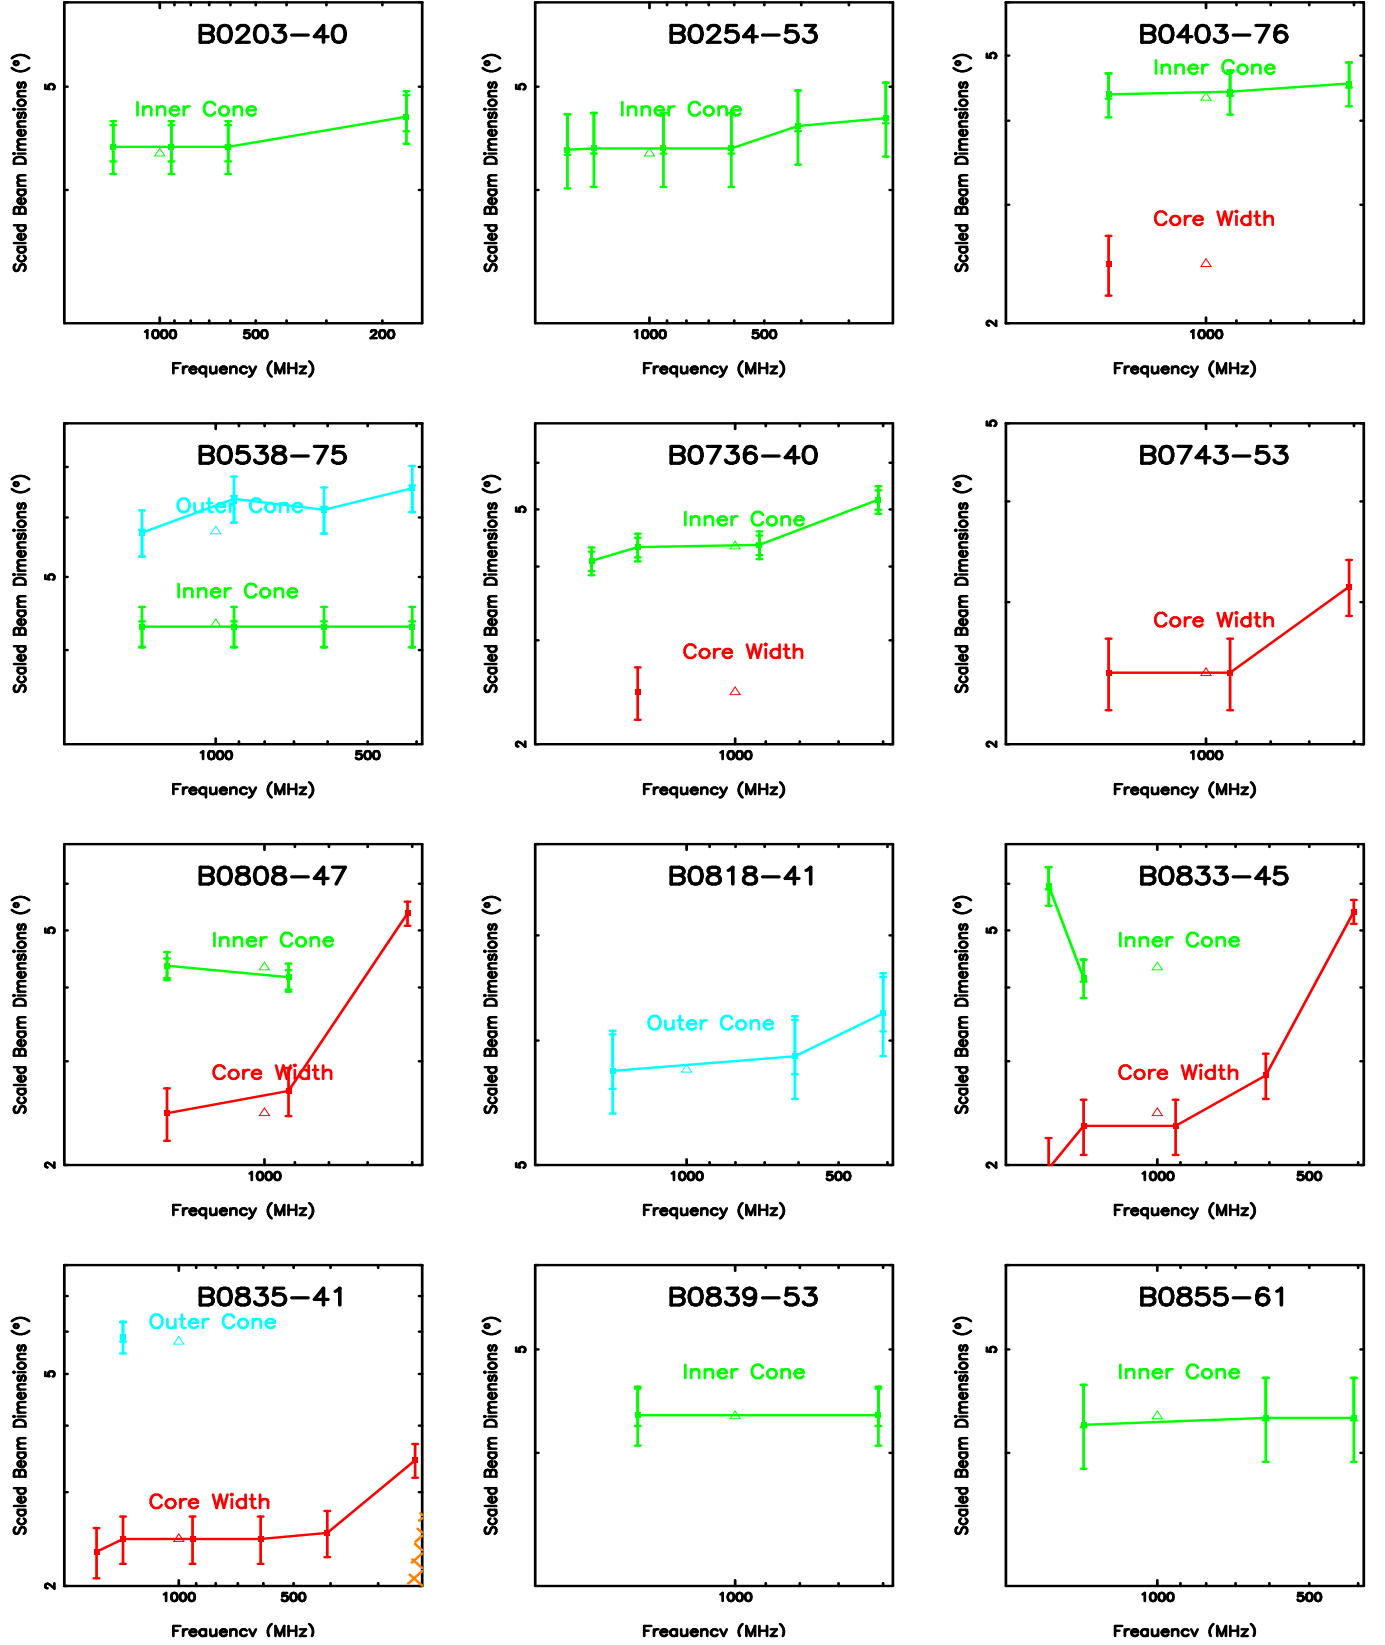 B0203-40
Inner Cone
5
Scaled Beam Dimensions (°)
1000 500 200
Frequency (MHz)
B0254-53
Inner Cone
5
Scaled Beam Dimensions (°)
1000 500
Frequency (MHz)
B0403-76
Inner Cone
Core Width
5
2
Scaled Beam Dimensions (°)
1000
Frequency (MHz)
B0538-75
Outer Cone
Inner Cone
5
Scaled Beam Dimensions (°)
1000 500
Frequency (MHz)
B0736-40
Inner Cone
Core Width
5
2
Scaled Beam Dimensions (°)
1000
Frequency (MHz)
B0743-53
Core Width
5
2
Scaled Beam Dimensions (°)
1000
Frequency (MHz)
B0808-47
Inner Cone
Core Width
5
2
Scaled Beam Dimensions (°)
1000
Frequency (MHz)
B0818-41
Outer Cone
5
Scaled Beam Dimensions (°)
1000 500
Frequency (MHz)
B0833-45
Inner Cone
Core Width
5
2
Scaled Beam Dimensions (°)
1000 500
Frequency (MHz)
B0835-41
Outer Cone
Core Width
5
2
Scaled Beam Dimensions (°)
1000 500
Frequency (MHz)
B0839-53
Inner Cone
5
Scaled Beam Dimensions (°)
1000
Frequency (MHz)
B0855-61
Inner Cone
5
Scaled Beam Dimensions (°)
1000 500
Frequency (MHz)